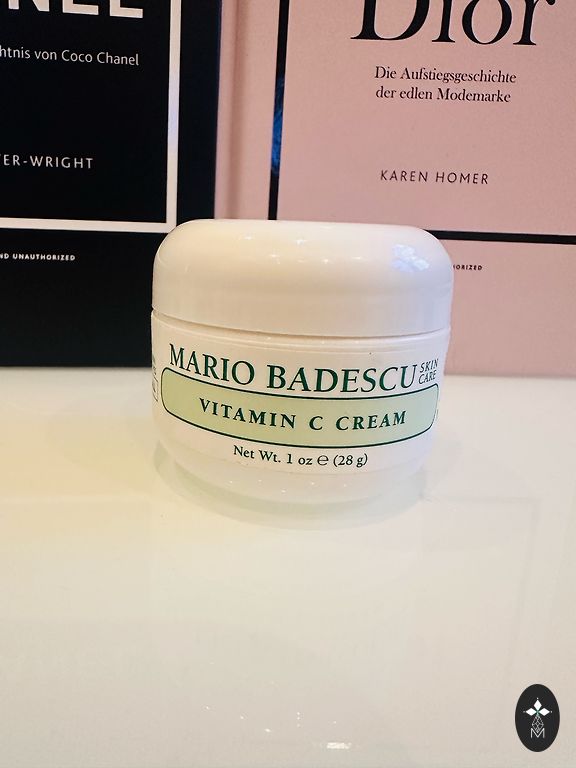 htnis von Coco Chanel
ER-WRIGHT
ND UNAUTHORIZED
Dior
Die Aufstiegsgeschichte
der edlen Modemarke
KAREN HOMER
ORIZED
MARIO BADESCU SKIN CARE
VITAMIN C CREAM
Net Wt. 1 oz ℮ (28 g)
M